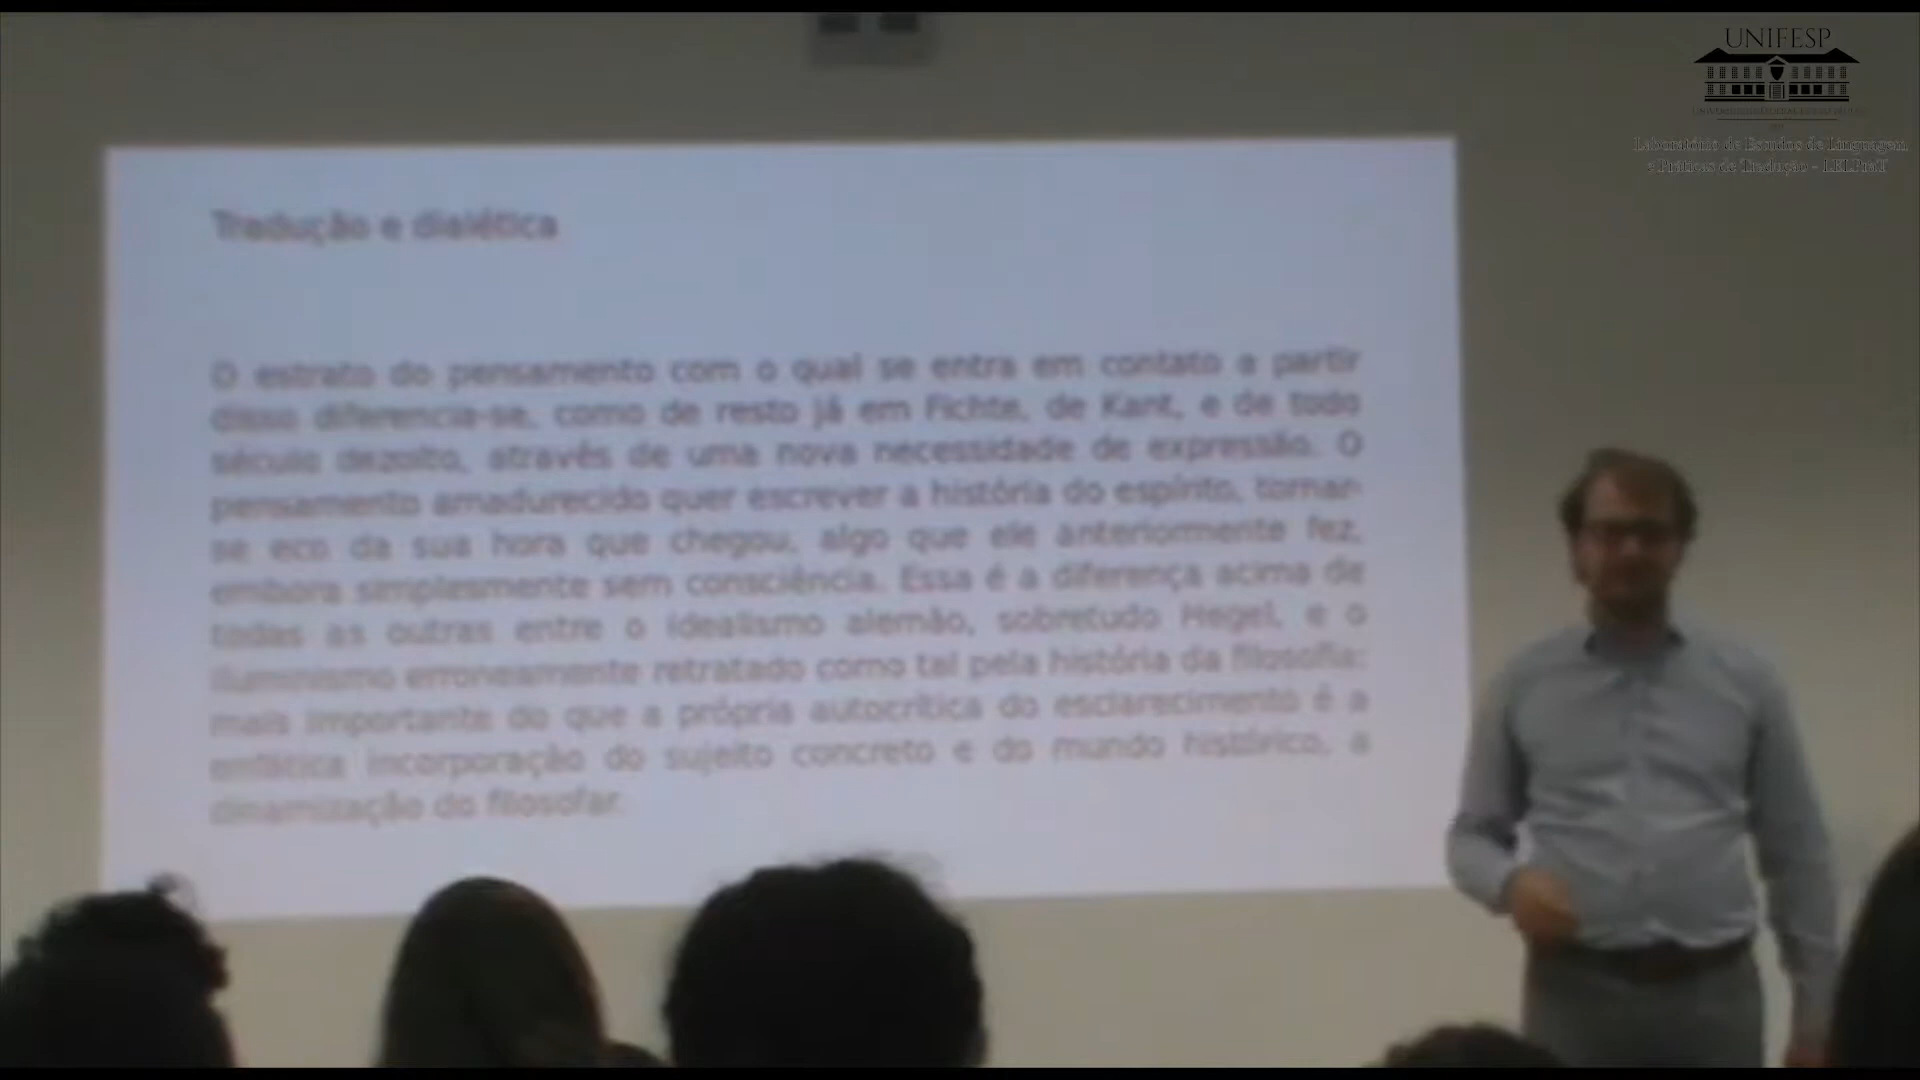 UNIFESP
Laboratório de Estudos de Linguagem
e Práticas de Tradução - LELPraT
Tradução e dialética
O estrato do pensamento com o qual se entra em contato a partir
disso diferencia-se, como de resto já em Fichte, de Kant, e de todo
século dezoito, através de uma nova necessidade de expressão. O
pensamento amadurecido quer escrever a história do espírito, tornar-
se eco da sua hora que chegou, algo que ele anteriormente fez,
embora simplesmente sem consciência. Essa é a diferença acima de
todas as outras entre o idealismo alemão, sobretudo Hegel, e o
iluminismo erroneamente retratado como tal pela história da filosofia:
mais importante do que a própria autocrítica do esclarecimento é a
enfática incorporação do sujeito concreto e do mundo histórico, a
dinamização do filosofar.